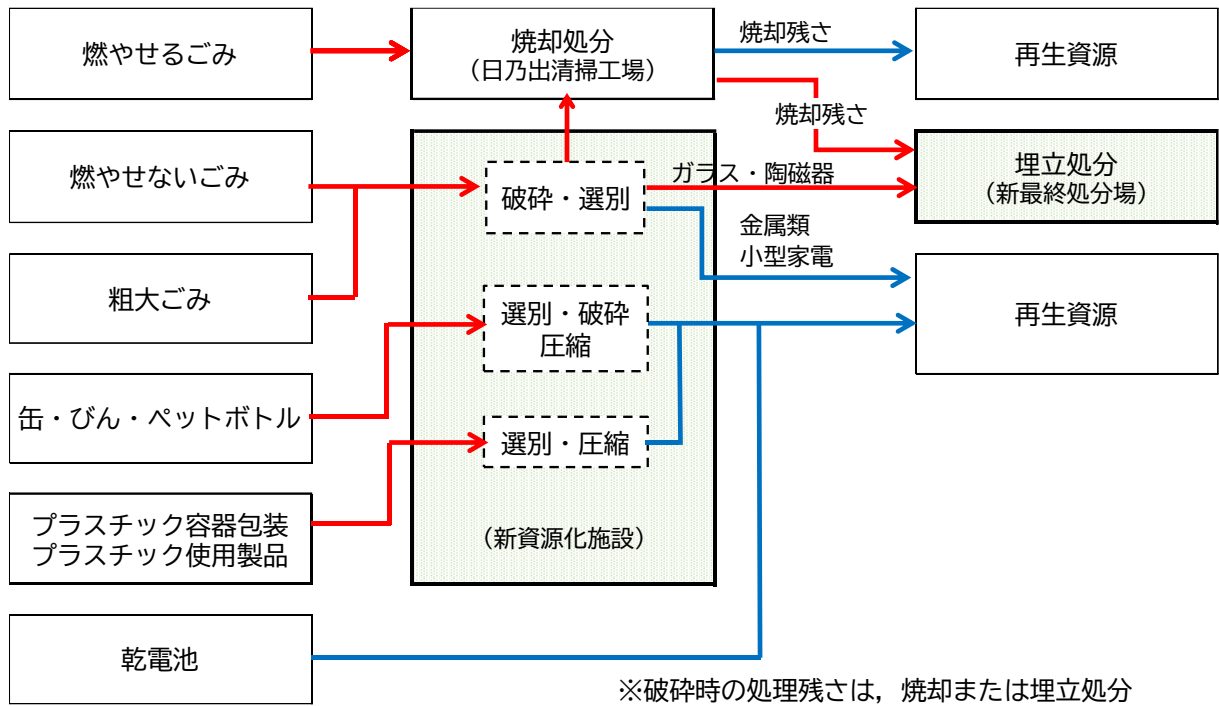 燃やせるごみ
焼却処分
（日乃出清掃工場）
焼却残さ
再生資源
焼却残さ
燃やせないごみ
破砕・選別
ガラス・陶磁器
埋立処分
（新最終処分場）
金属類
小型家電
粗大ごみ
選別・破砕
圧縮
再生資源
缶・びん・ペットボトル
選別・圧縮
プラスチック容器包装
プラスチック使用製品
（新資源化施設）
乾電池
※破砕時の処理残さは，焼却または埋立処分